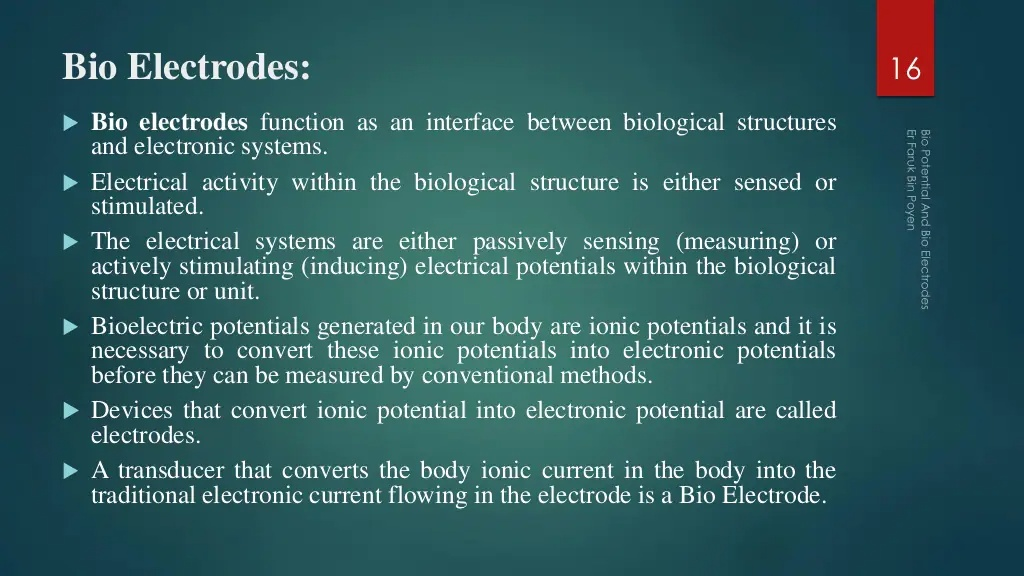 Bio Electrodes:
16
Bio electrodes function as an interface between biological structures
and electronic systems.
Electrical activity within the biological structure is either sensed or
stimulated.
The electrical systems are either passively sensing (measuring) or
actively stimulating (inducing) electrical potentials within the biological
structure or unit.
Bioelectric potentials generated in our body are ionic potentials and it is
necessary to convert these ionic potentials into electronic potentials
before they can be measured by conventional methods.
Devices that convert ionic potential into electronic potential are called
electrodes.
A transducer that converts the body ionic current in the body into the
traditional electronic current flowing in the electrode is a Bio Electrode.
Bio Potential And Bio Electrodes
Er Faruk Bin Poyen